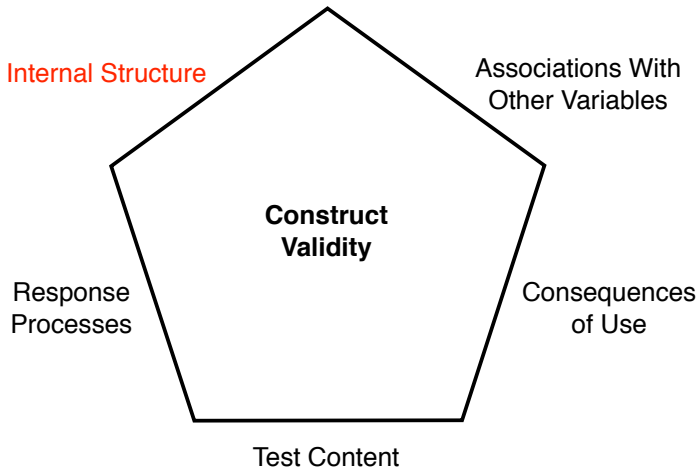 Internal Structure
Associations With
Other Variables
Construct
Validity
Response
Processes
Consequences
of Use
Test Content